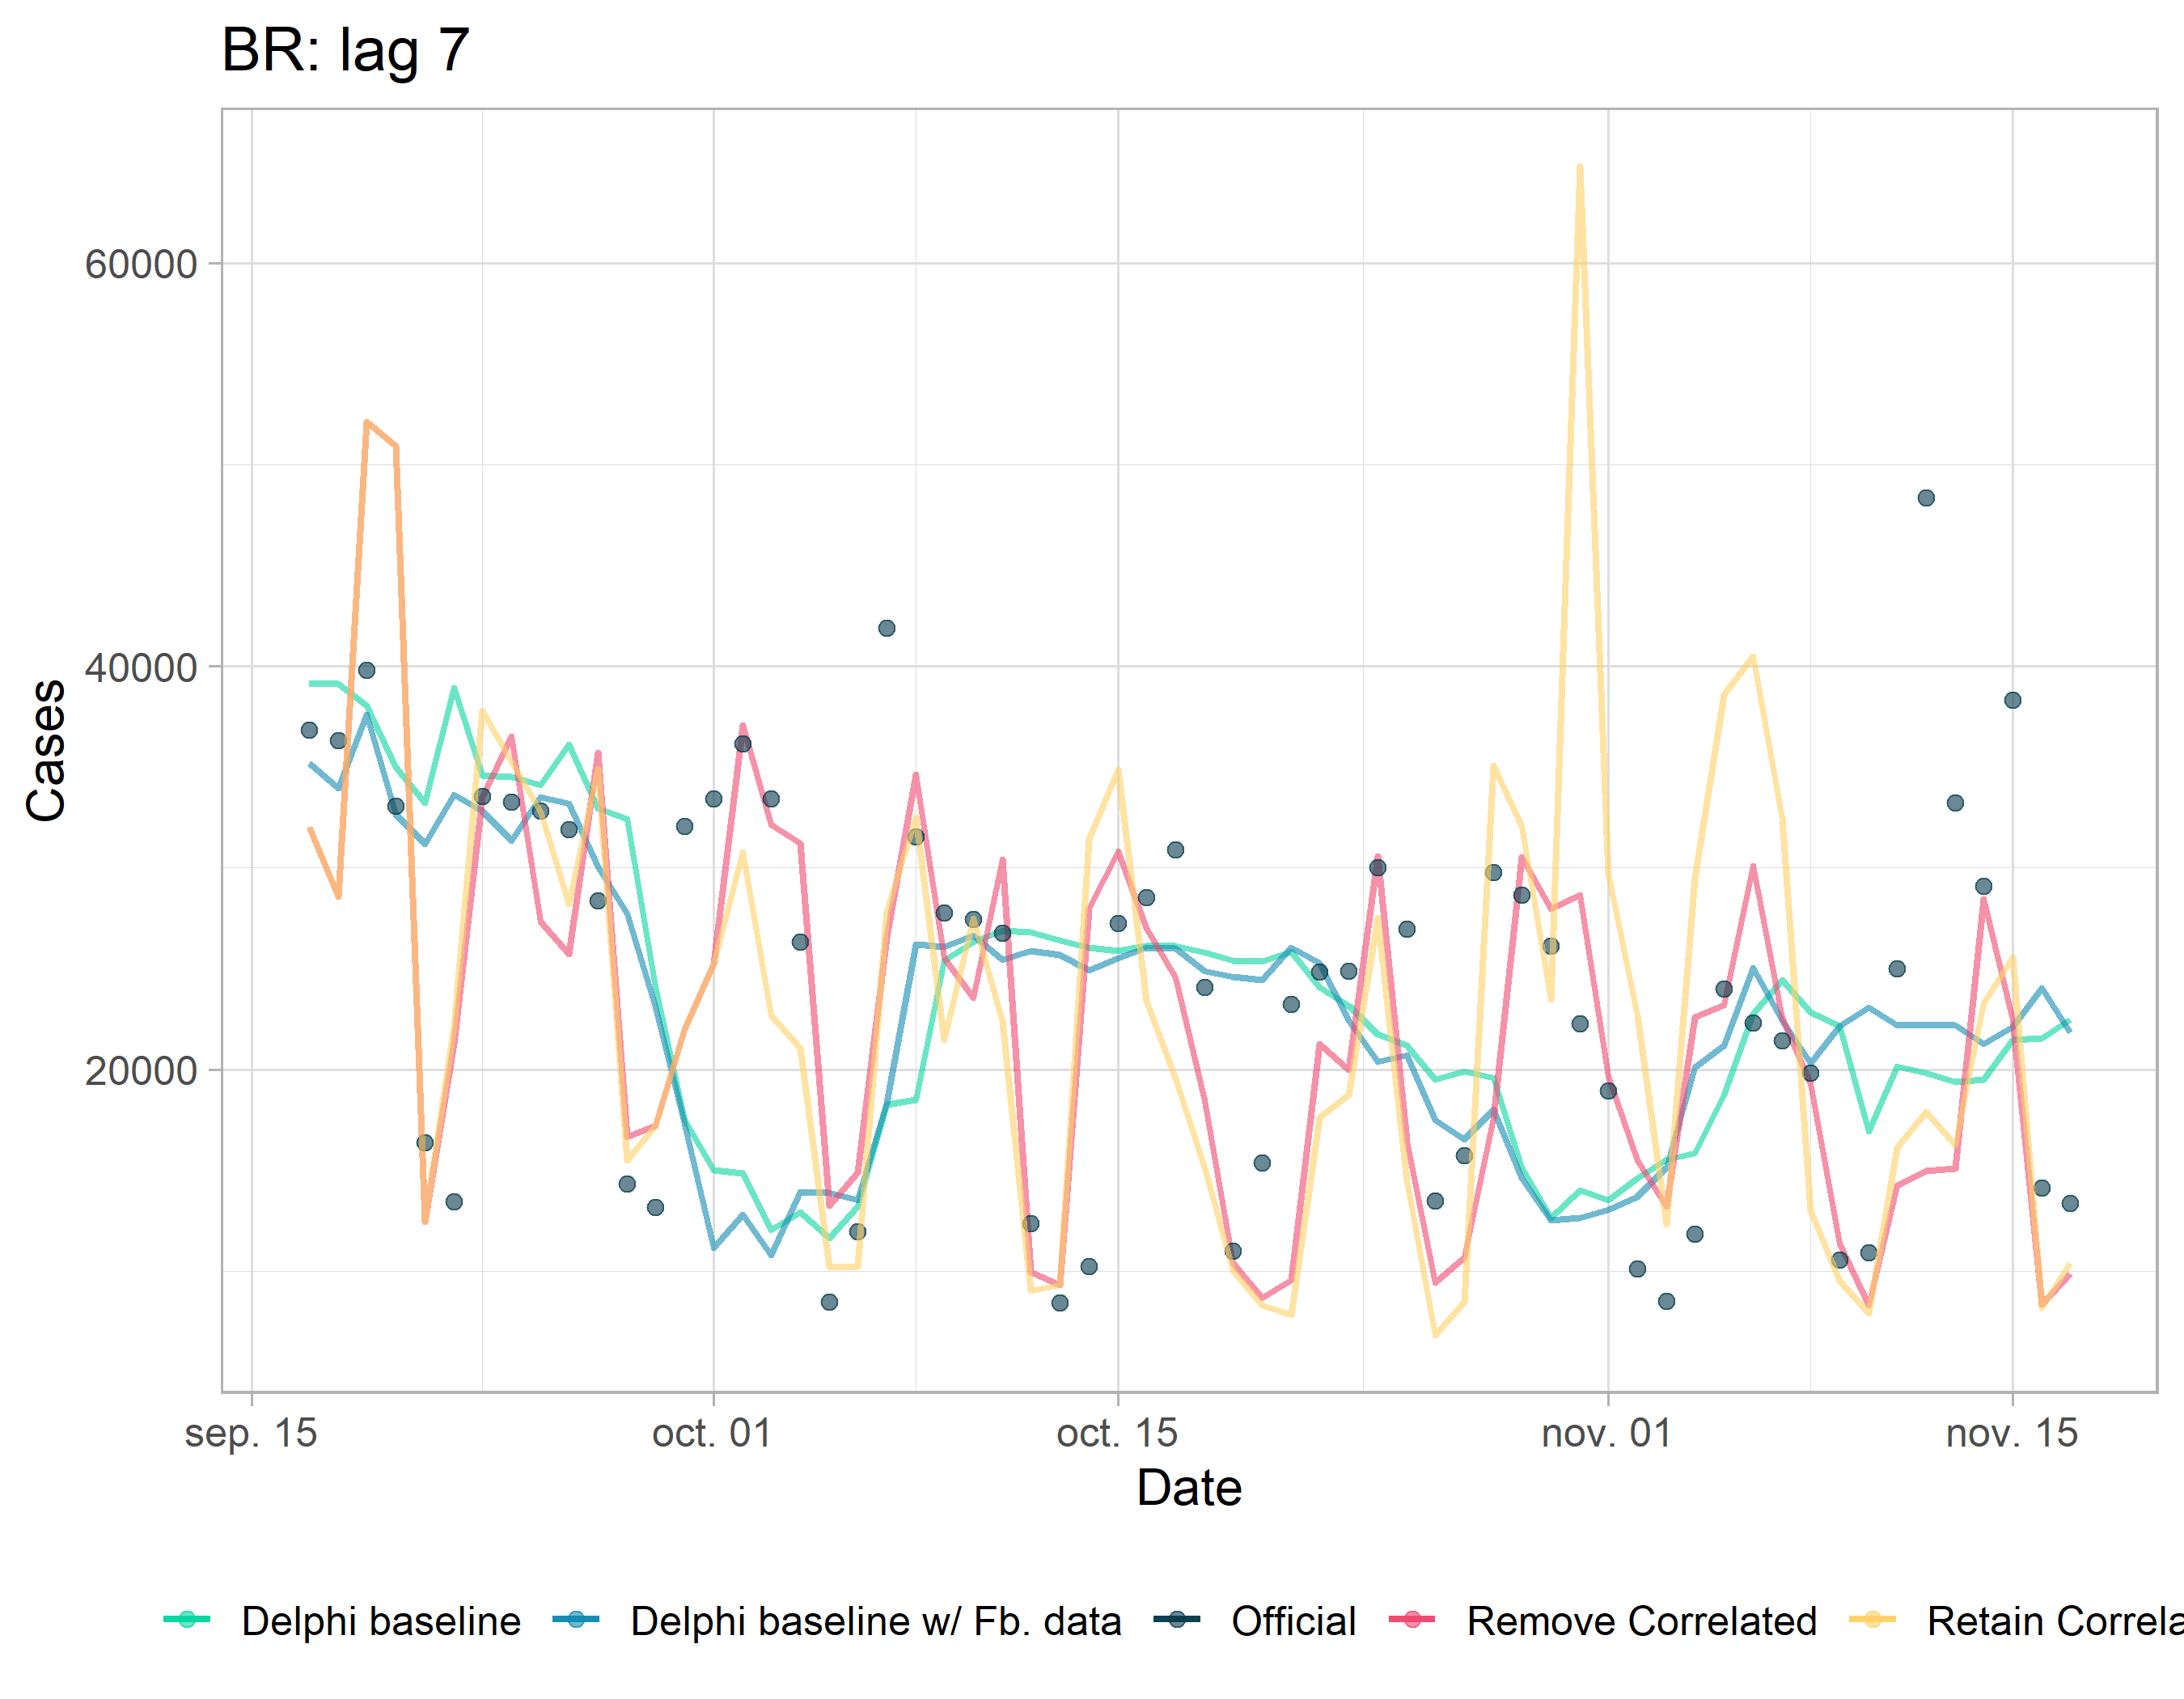 BR: lag 7
60000
40000
20000
Cases
sep. 15 oct. 01 oct. 15 nov. 01 nov. 15
Date
Delphi baseline Delphi baseline w/ Fb. data Official Remove Correlated Retain Correla